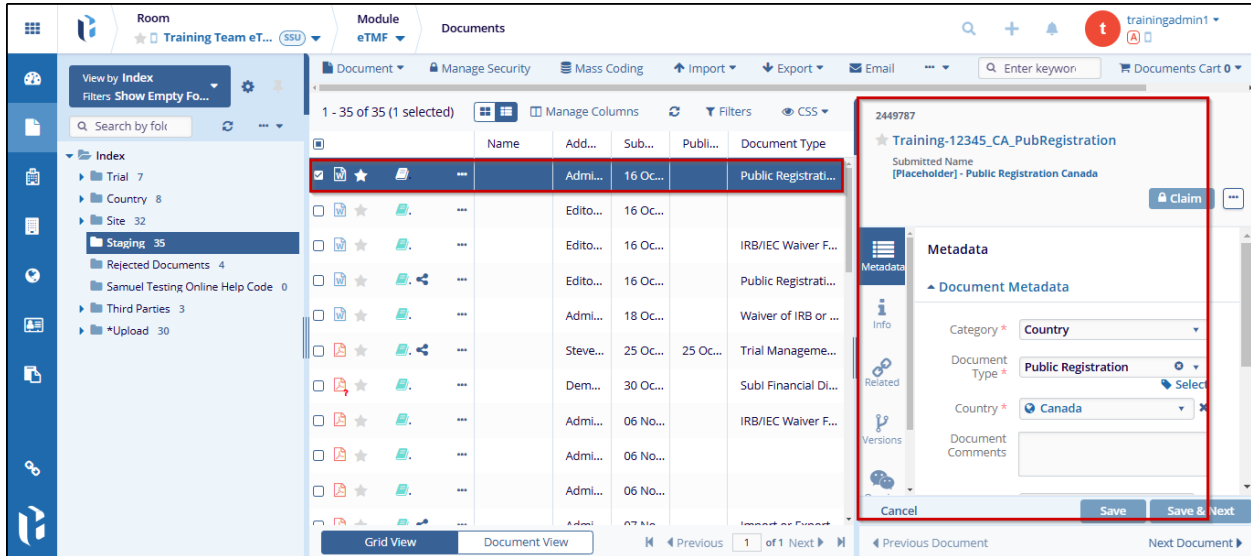 Room
Training Team eT... SSU
Module
eTMF
Documents
t
trainingadmin1
A
View by Index
Filters Show Empty Fo...
Search by fold
Index
Trial 7
Country 8
Site 32
Staging 35
Rejected Documents 4
Samuel Testing Online Help Code 0
Third Parties 3
*Upload 30
Document
Manage Security
Mass Coding
Import
Export
Email
Enter keywor
Documents Cart 0
1 - 35 of 35 (1 selected)
Manage Columns
Filters
CSS
Name Add... Sub... Publi... Document Type
Admi... 16 Oc... Public Registrati...
Edito... 16 Oc...
Edito... 16 Oc... IRB/IEC Waiver F...
Edito... 16 Oc... Public Registrati...
Admi... 18 Oc... Waiver of IRB or ...
Steve... 25 Oc... 25 Oc... Trial Manageme...
Dem... 30 Oc... SubI Financial Di...
Admi... 06 No... IRB/IEC Waiver F...
Admi... 06 No...
Admi... 06 No...
Admi... 07 No... Import or Export
Grid View
Document View
Previous 1 of 1 Next
2449787
Training-12345_CA_PubRegistration
Submitted Name
[Placeholder] - Public Registration Canada
Claim
Metadata
Info
Related
Versions
Metadata
Document Metadata
Category * Country
Document Type * Public Registration
Select
Country * Canada
Document Comments
Cancel
Save
Save & Next
Previous Document
Next Document